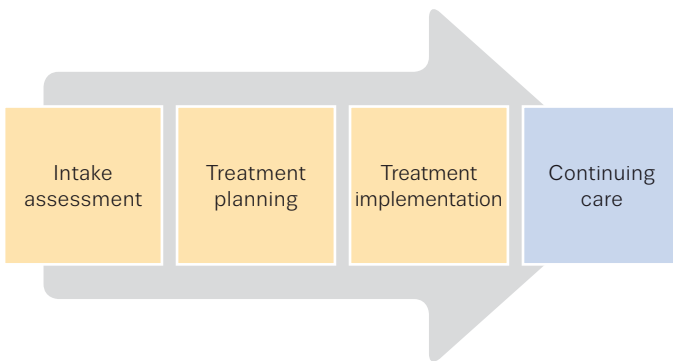 Intake
assessment
Treatment
planning
Treatment
implementation
Continuing
care